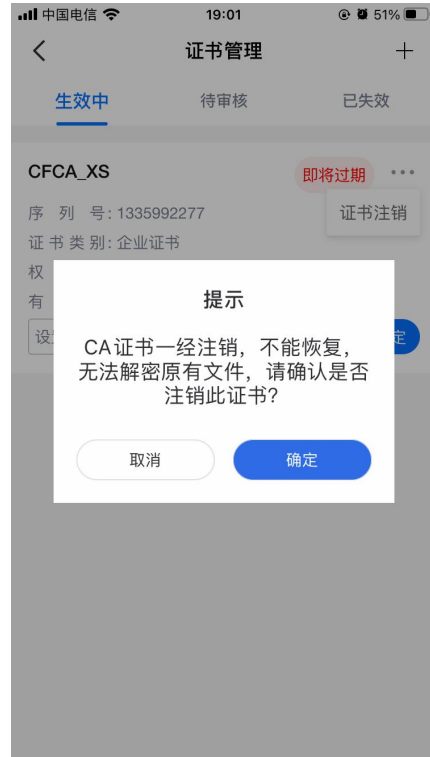 中国电信 19:01 51%
证书管理
生效中 待审核 已失效
CFCA_XS 即将过期
序列号:1335992277 证书注销
证书类别:企业证书
权
有
设
定
提示
CA证书一经注销，不能恢复，
无法解密原有文件，请确认是否
注销此证书?
取消 确定